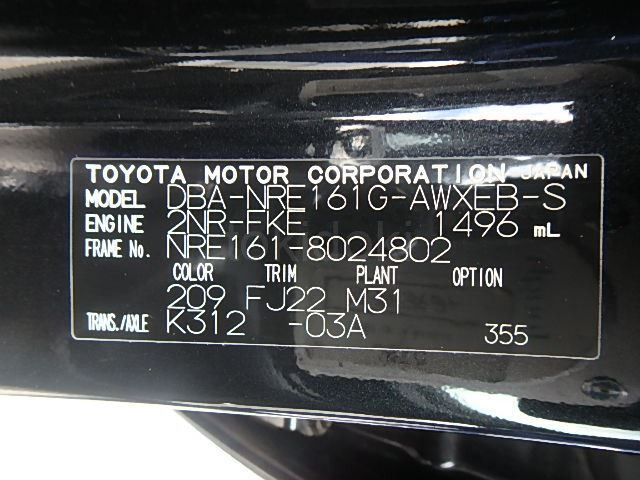 TOYOTA MOTOR CORPORATION JAPAN
MODEL DBA-NRE161G-AWXEB-S
ENGINE 2NR-FKE 1496 mL
FRAME No. NRE161-8024802
COLOR TRIM PLANT OPTION
209 FJ22 M31
TRANS./AXLE K312 -03A 355